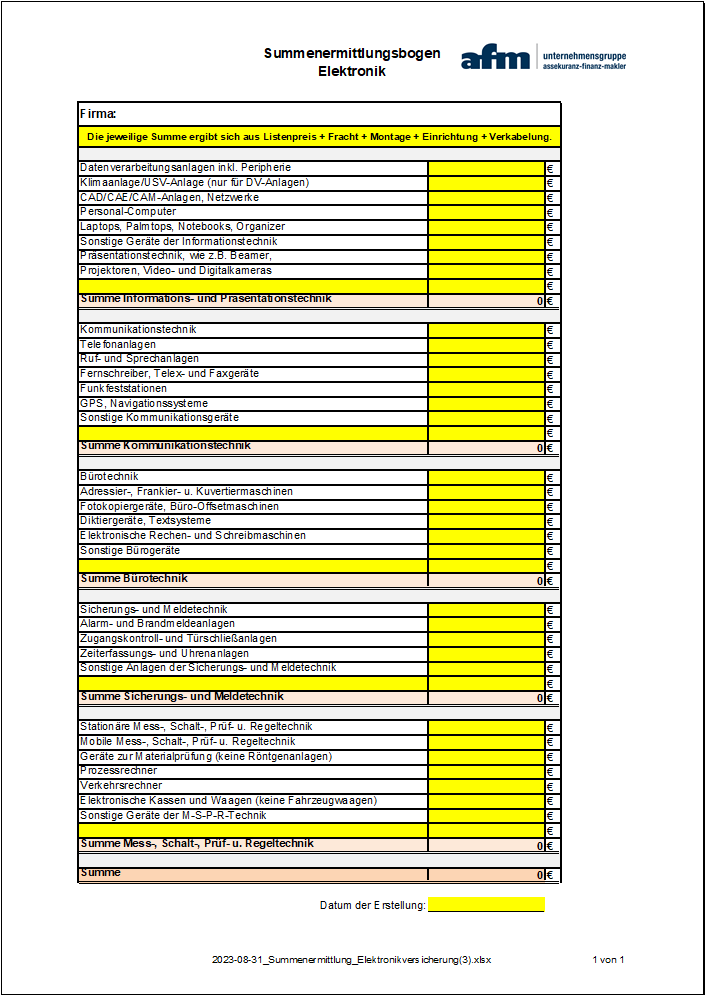 Summenermittlungsbogen
Elektronik
afm unternehmensgruppe
assekuranz-finanz-makler
Firma:
Die jeweilige Summe ergibt sich aus Listenpreis + Fracht + Montage + Einrichtung + Verkabelung.
Datenverarbeitungsanlagen inkl. Peripherie €
Klimaanlage/USV-Anlage (nur für DV-Anlagen) €
CAD/CAE/CAM-Anlagen, Netzwerke €
Personal-Computer €
Laptops, Palmtops, Notebooks, Organizer €
Sonstige Geräte der Informationstechnik €
Präsentationstechnik, wie z.B. Beamer, €
Projektoren, Video- und Digitalkameras €
€
Summe Informations- und Präsentationstechnik 0 €
Kommunikationstechnik €
Telefonanlagen €
Ruf- und Sprechanlagen €
Fernschreiber, Telex- und Faxgeräte €
Funkfeststationen €
GPS, Navigationssysteme €
Sonstige Kommunikationsgeräte €
€
Summe Kommunikationstechnik 0 €
Bürotechnik €
Adressier-, Frankier- u. Kuvertiermaschinen €
Fotokopiergeräte, Büro-Offsetmaschinen €
Diktiergeräte, Textsysteme €
Elektronische Rechen- und Schreibmaschinen €
Sonstige Bürogeräte €
€
Summe Bürotechnik 0 €
Sicherungs- und Meldetechnik €
Alarm- und Brandmeldeanlagen €
Zugangskontroll- und Türschließanlagen €
Zeiterfassungs- und Uhrenanlagen €
Sonstige Anlagen der Sicherungs- und Meldetechnik €
€
Summe Sicherungs- und Meldetechnik 0 €
Stationäre Mess-, Schalt-, Prüf- u. Regeltechnik €
Mobile Mess-, Schalt-, Prüf- u. Regeltechnik €
Geräte zur Materialprüfung (keine Röntgenanlagen) €
Prozessrechner €
Verkehrsrechner €
Elektronische Kassen und Waagen (keine Fahrzeugwaagen) €
Sonstige Geräte der M-S-P-R-Technik €
€
Summe Mess-, Schalt-, Prüf- u. Regeltechnik 0 €
Summe 0 €
Datum der Erstellung:
2023-08-31_Summenermittlung_Elektronikversicherung(3).xlsx 1 von 1